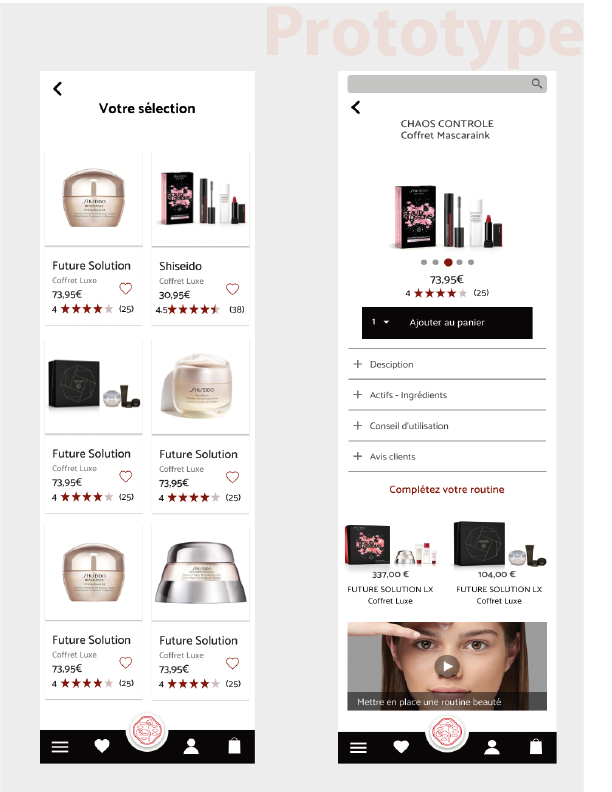 Prototype
Votre sélection
SHISEIDO
Future Solution
Coffret Luxe
73,95€
4 (25)
Shiseido
Coffret Luxe
30,95€
4.5 (38)
Future Solution
Coffret Luxe
73,95€
4 (25)
SHISEIDO
Future Solution
Coffret Luxe
73,95€
4 (25)
SHISEIDO
Future Solution
Coffret Luxe
73,95€
4 (25)
Future Solution
Coffret Luxe
73,95€
4 (25)
CHAOS CONTROLE
Coffret Mascaraink
73,95€
4 (25)
1 Ajouter au panier
+ Desciption
+ Actifs - Ingrédients
+ Conseil d'utilisation
+ Avis clients
Complétez votre routine
337,00 €
FUTURE SOLUTION LX
Coffret Luxe
104,00 €
FUTURE SOLUTION LX
Coffret Luxe
Mettre en place une routine beauté